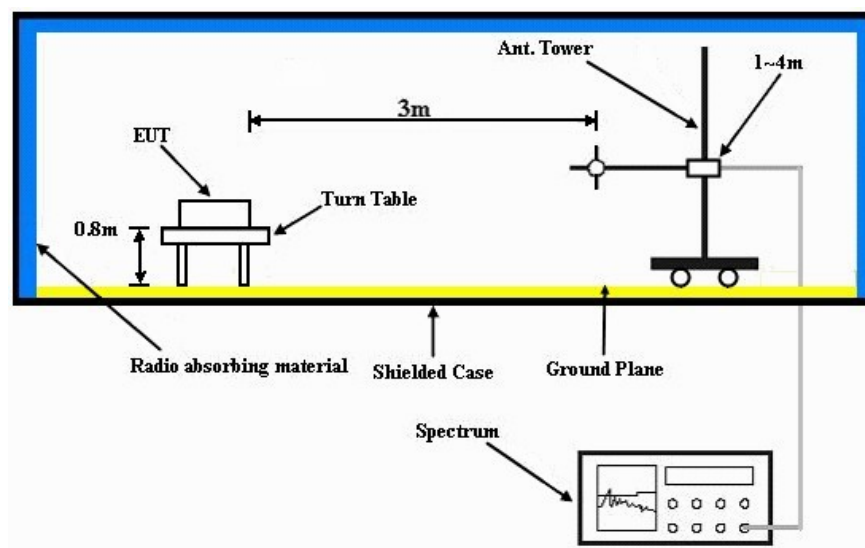 Ant. Tower
1~4m
3m
EUT
Turn Table
0.8m
Radio absorbing material
Shielded Case
Ground Plane
Spectrum